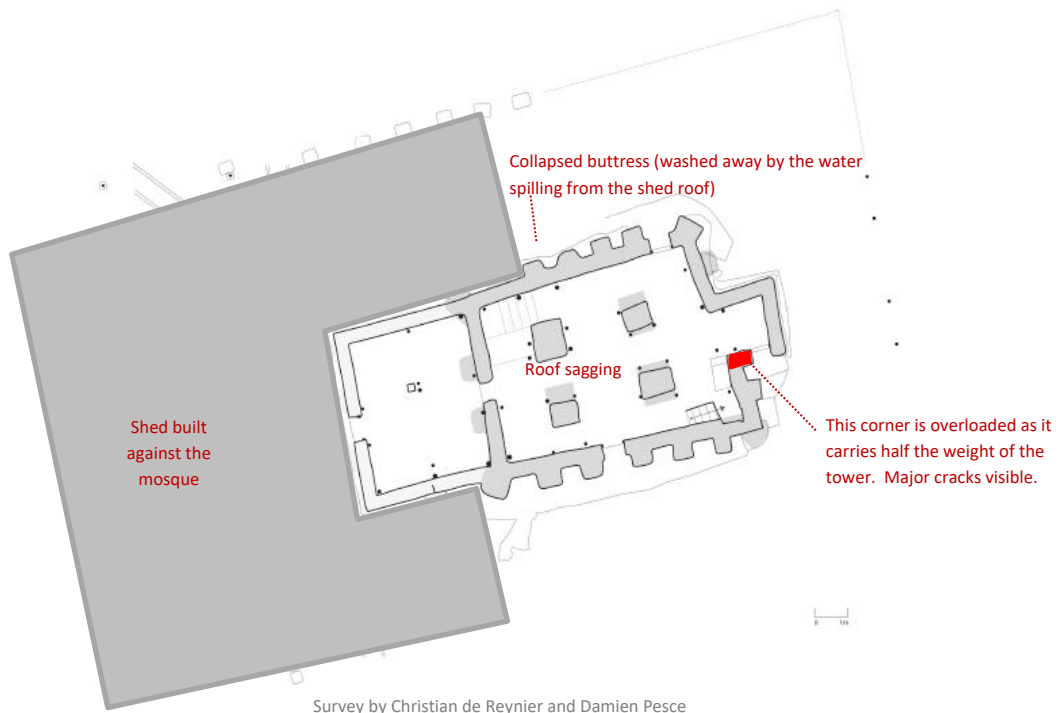 Collapsed buttress (washed away by the water
spilling from the shed roof)
Roof sagging
Shed built
against the
mosque
This corner is overloaded as it
carries half the weight of the
tower.  Major cracks visible.
0 1m
Survey by Christian de Reynier and Damien Pesce